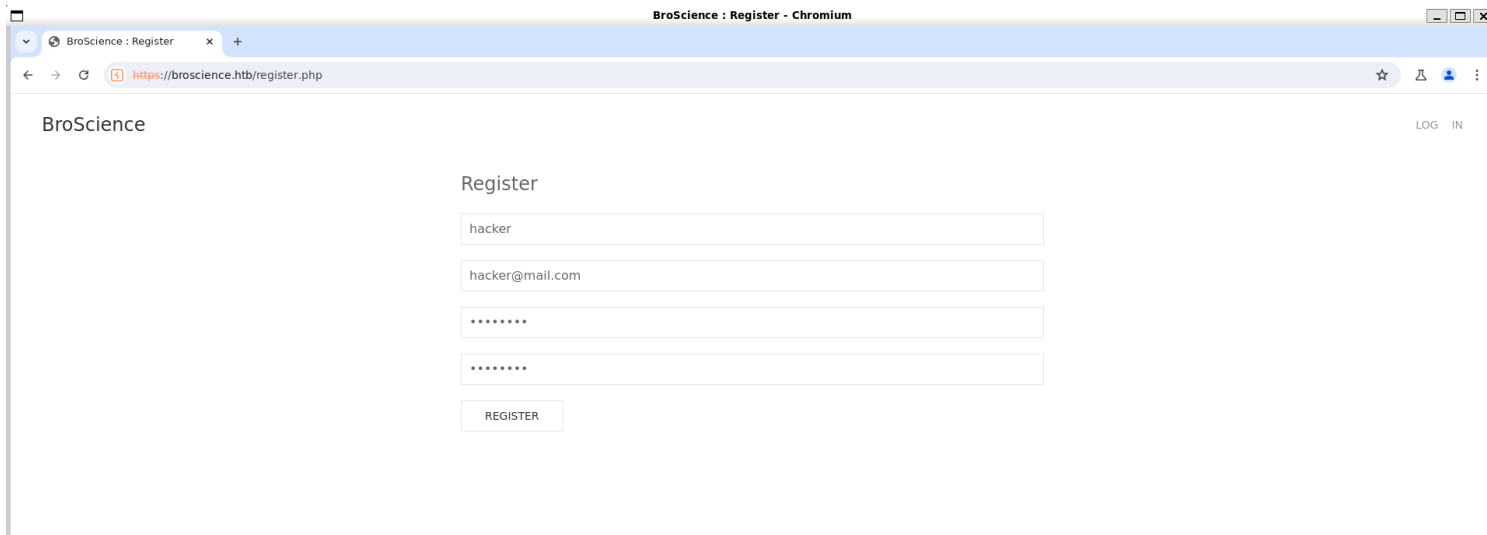 BroScience : Register - Chromium
BroScience : Register
https://broscience.htb/register.php
BroScience
LOG IN
Register
hacker
hacker@mail.com
••••••••
••••••••
REGISTER